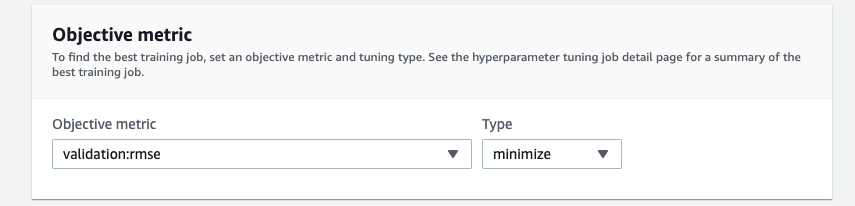 Objective metric
To find the best training job, set an objective metric and tuning type. See the hyperparameter tuning job detail page for a summary of the
best training job.
Objective metric Type
validation:rmse minimize